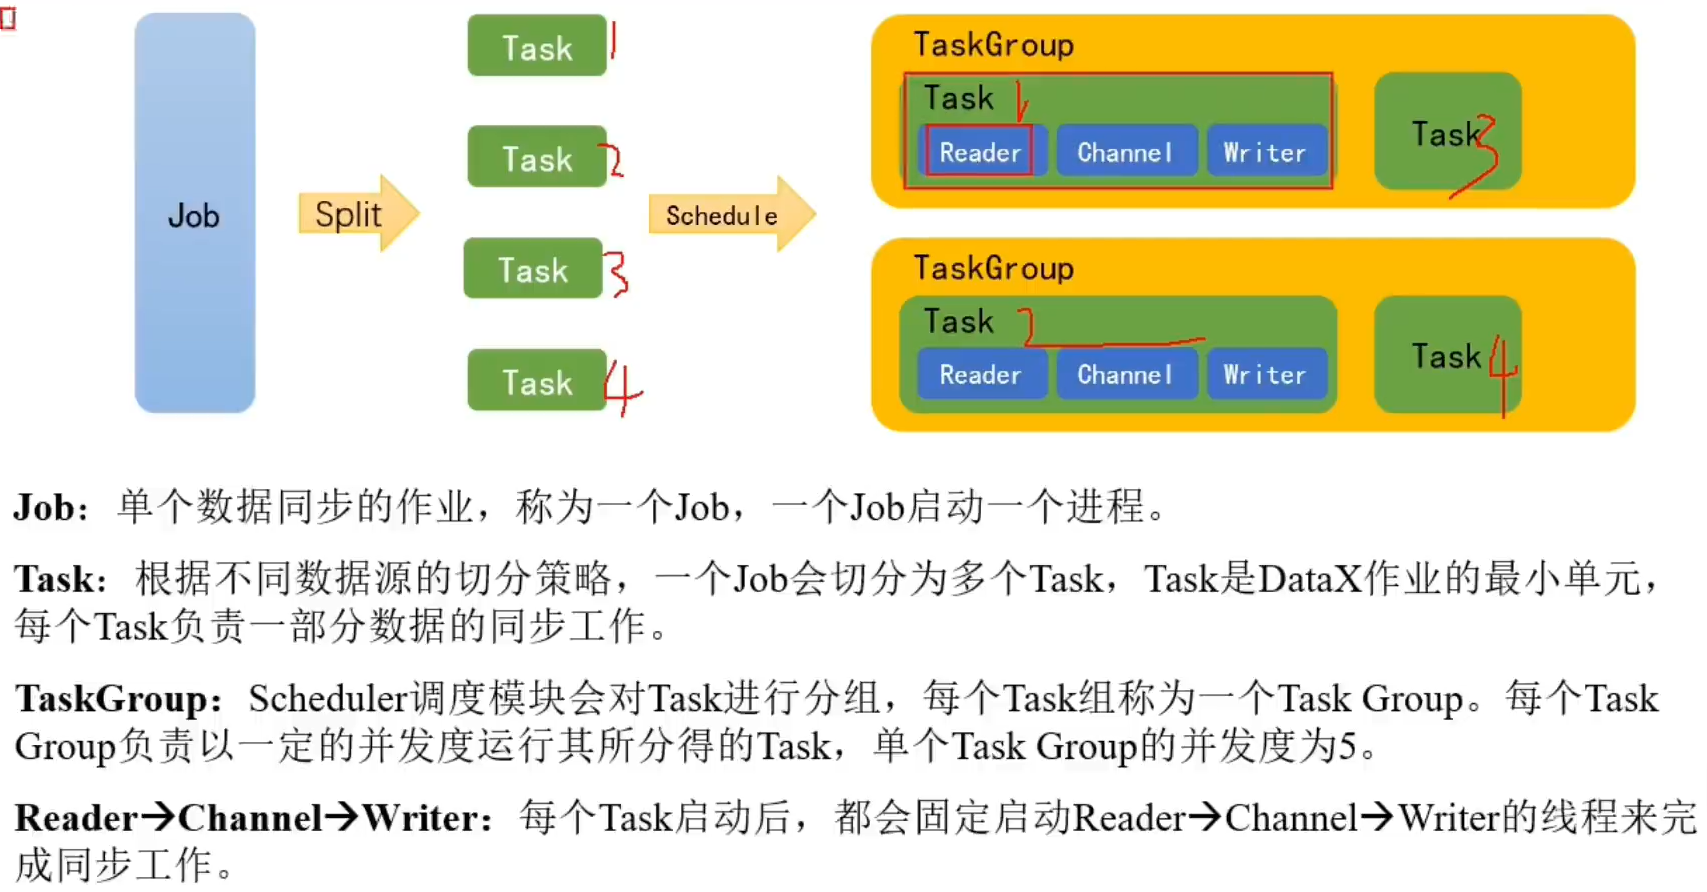 Job
Split
Task 1
Task 2
Task 3
Task 4
Schedule
TaskGroup
Task 1
Reader
Channel
Writer
Task 3
TaskGroup
Task 2
Reader
Channel
Writer
Task 4
Job：单个数据同步的作业，称为一个Job，一个Job启动一个进程。
Task：根据不同数据源的切分策略，一个Job会切分为多个Task，Task是DataX作业的最小单元，
每个Task负责一部分数据的同步工作。
TaskGroup：Scheduler调度模块会对Task进行分组，每个Task组称为一个Task Group。每个Task
Group负责以一定的并发度运行其所分得的Task，单个Task Group的并发度为5。
Reader→Channel→Writer：每个Task启动后，都会固定启动Reader→Channel→Writer的线程来完
成同步工作。